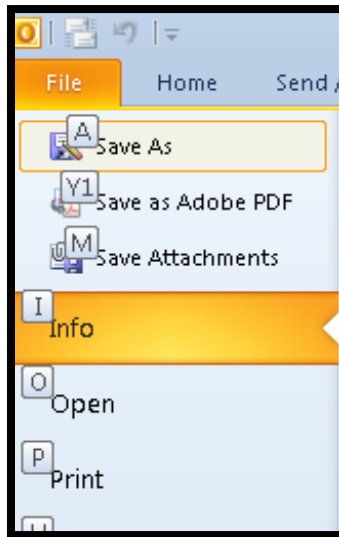 File Home Send
A
Save As
Y1
Save as Adobe PDF
M
Save Attachments
I
Info
O
Open
P
Print